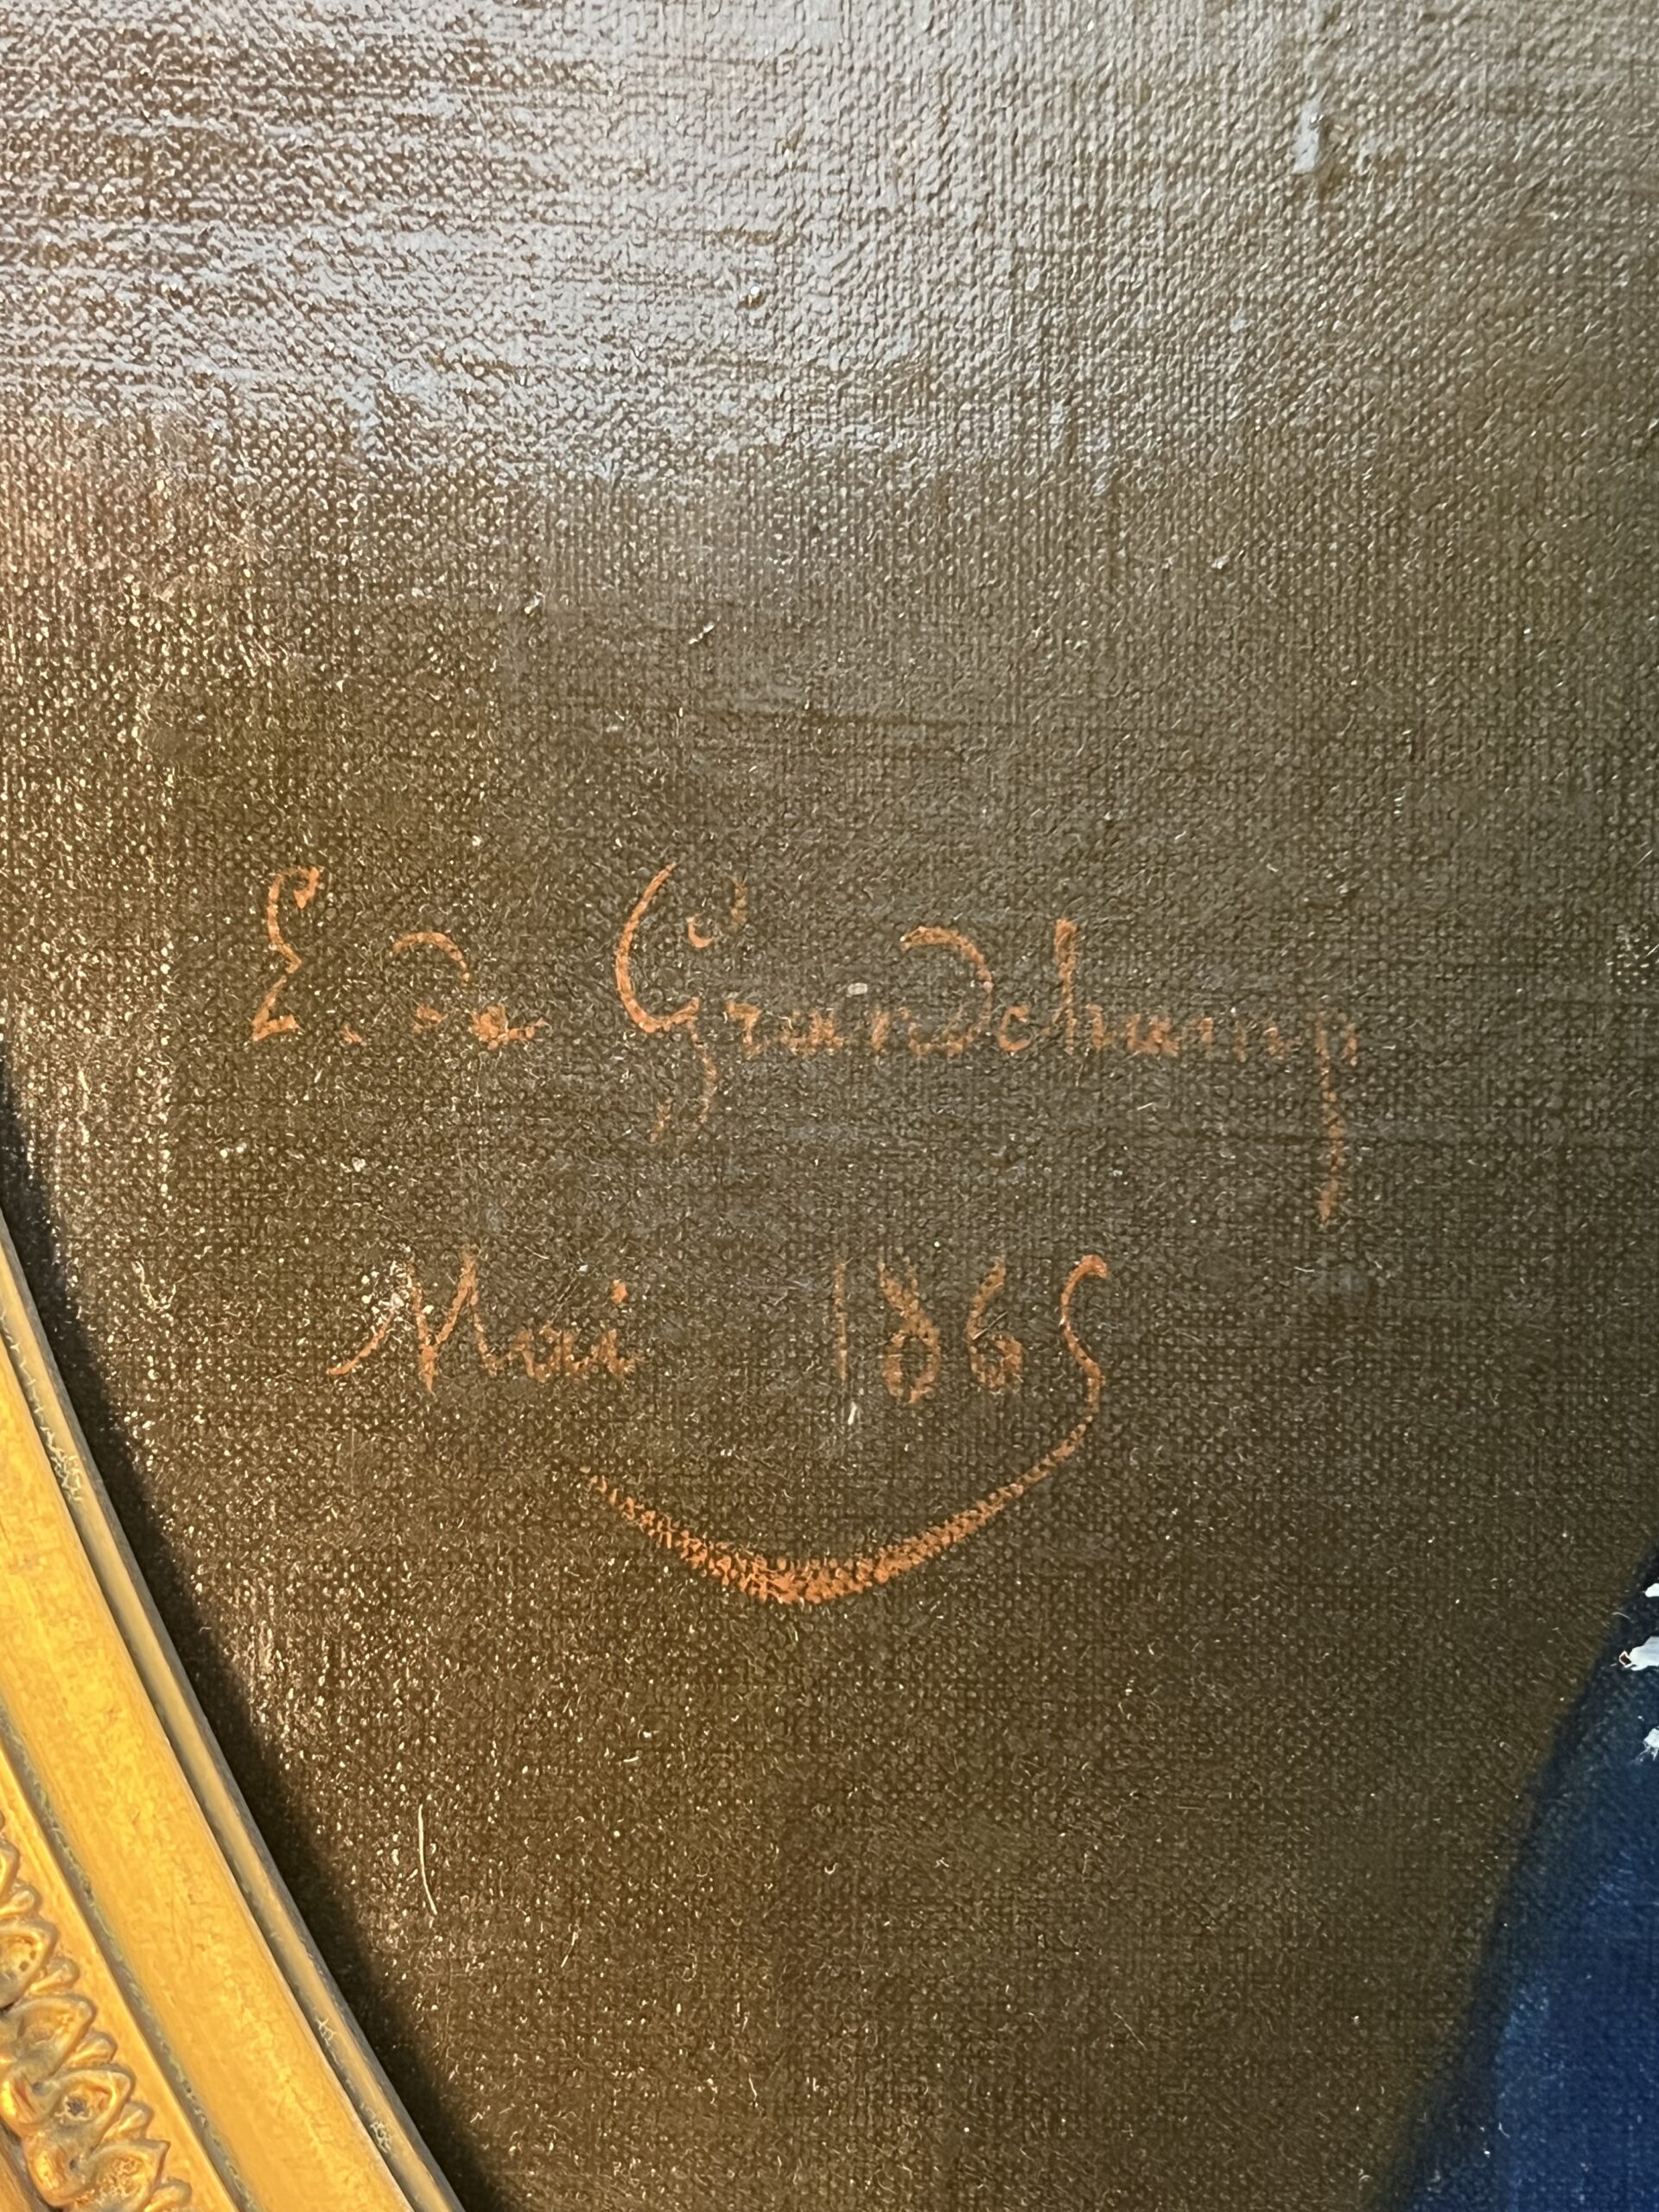 E. de Grandchamp
Mai 1865